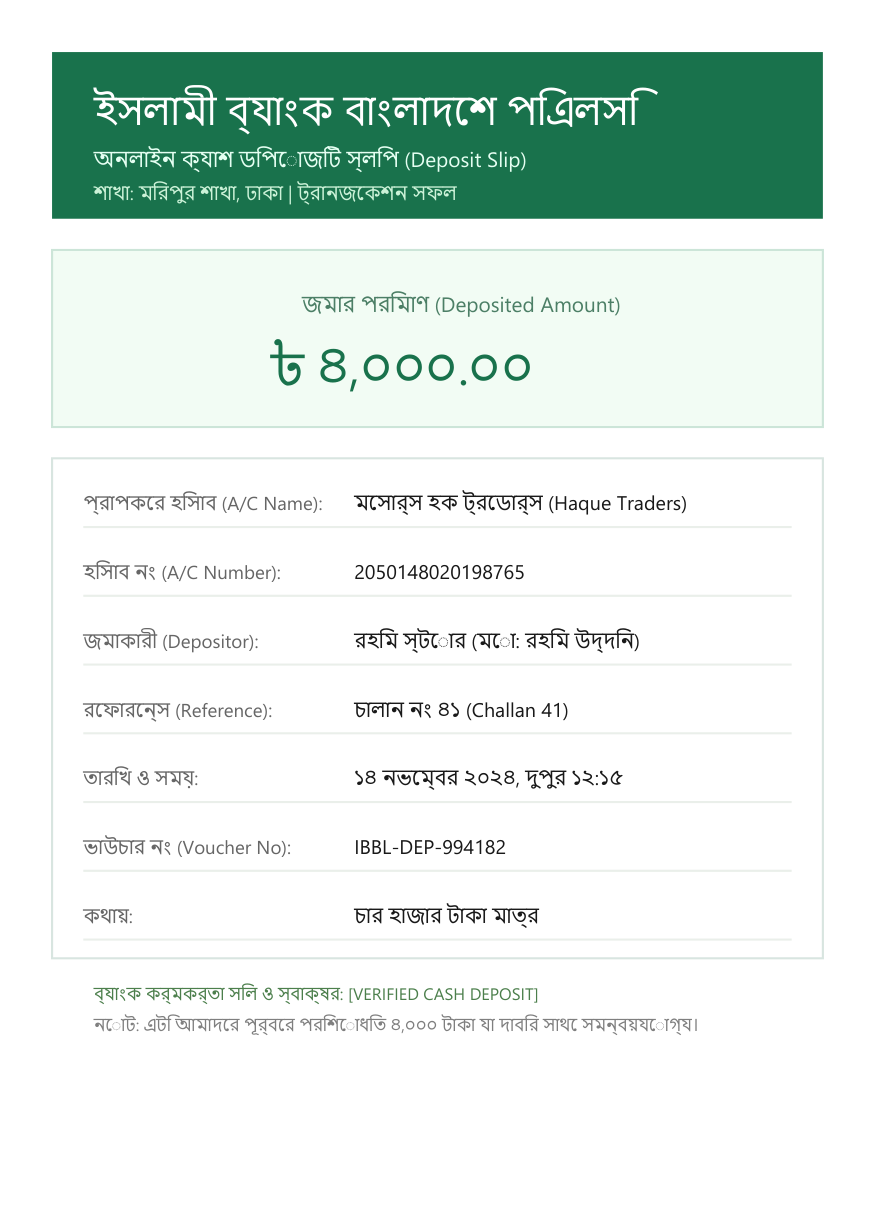 ইসলামী ব্যাংক বাংলাদেশ পিএলসি
অনলাইন ক্যাশ ডিপোজিট স্লিপ (Deposit Slip)
শাখা: মিরপুর শাখা, ঢাকা | ট্রানজেকশন সফল
জমার পরিমাণ (Deposited Amount)
৳ ৪,০০০.০০
প্রাপকের হিসাব (A/C Name): মেসার্স হক ট্রেডার্স (Haque Traders)
হিসাব নং (A/C Number): 2050148020198765
জমাকারী (Depositor): রহিম স্টোর (মো: রহিম উদ্দিন)
রেফারেন্স (Reference): চালান নং ৪১ (Challan 41)
তারিখ ও সময়: ১৪ নভেম্বর ২০২৪, দুপুর ১২:১৫
ভাউচার নং (Voucher No): IBBL-DEP-994182
কথায়: চার হাজার টাকা মাত্র
ব্যাংক কর্মকর্তা সিল ও স্বাক্ষর: [VERIFIED CASH DEPOSIT]
নোট: এটি আমাদের পূর্বের পরিশোধিত ৪,০০০ টাকা যা দাবির সাথে সমন্বয়যোগ্য।